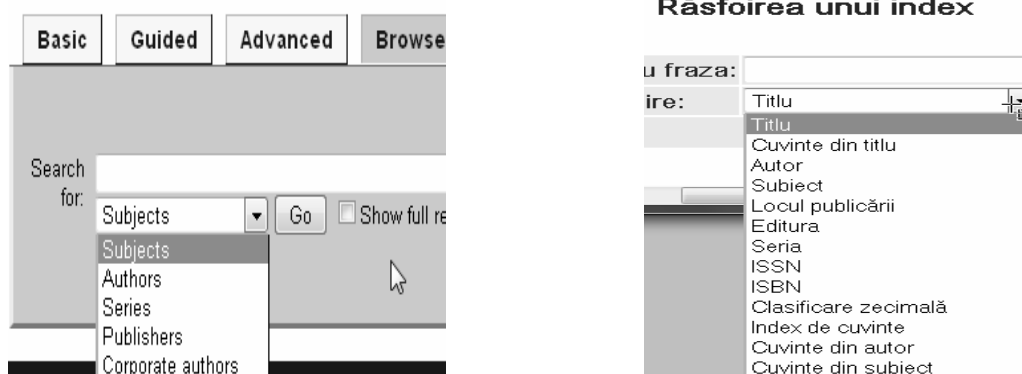 Basic Guided Advanced Browse
Search for:
Subjects Go Show full re
Subjects
Authors
Series
Publishers
Corporate authors
Răsfoirea unui index
u fraza:
ire: Titlu
Titlu
Cuvinte din titlu
Autor
Subiect
Locul publicării
Editura
Seria
ISSN
ISBN
Clasificare zecimală
Index de cuvinte
Cuvinte din autor
Cuvinte din subiect